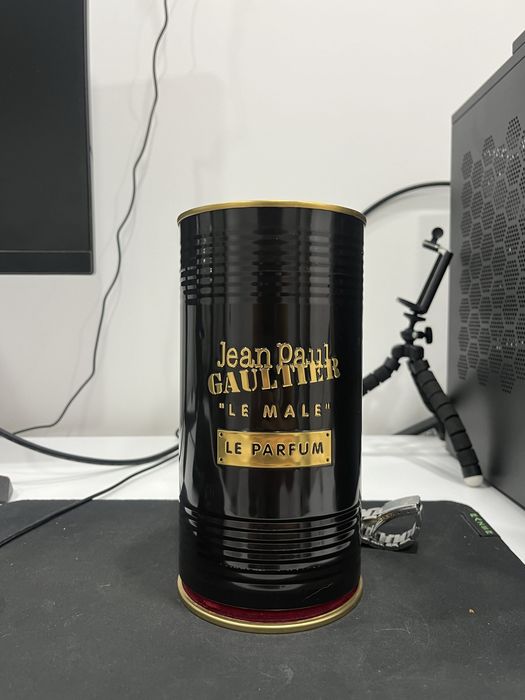 Jean Paul
GAULTIER
"LE MALE"
LE PARFUM